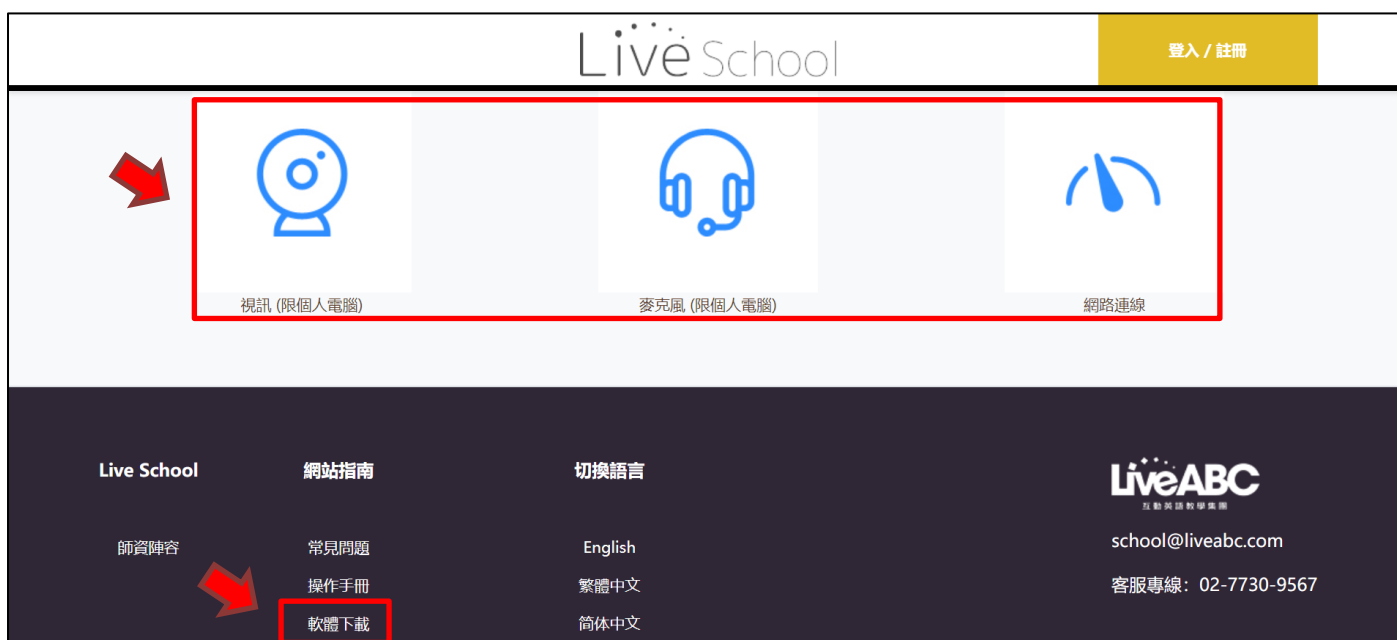 Live School
登入 / 註冊
視訊 (限個人電腦)
麥克風 (限個人電腦)
網路連線
Live School
網站指南
切換語言
師資陣容
常見問題
操作手冊
軟體下載
English
繁體中文
简体中文
LiveABC
互動英語教學集團
school@liveabc.com
客服專線：02-7730-9567